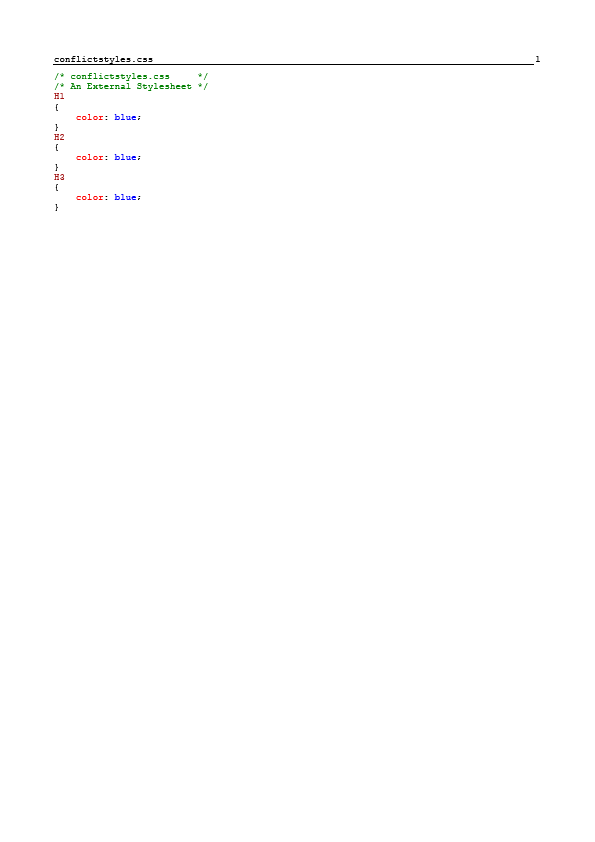 conflictstyles.css 1
/* conflictstyles.css     */
/* An External Stylesheet */
H1
{
    color: blue;
}
H2
{
    color: blue;
}
H3
{
    color: blue;
}